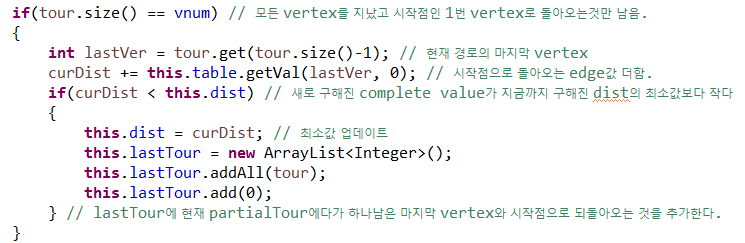 if(tour.size() == vnum) // 모든 vertex를 지났고 시작점인 1번 vertex로 돌아오는것만 남음.
{
int lastVer = tour.get(tour.size()-1); // 현재 경로의 마지막 vertex
curDist += this.table.getVal(lastVer, 0); // 시작점으로 돌아오는 edge값 더함.
if(curDist < this.dist) // 새로 구해진 complete value가 지금까지 구해진 dist의 최소값보다 작다
{
this.dist = curDist; // 최소값 업데이트
this.lastTour = new ArrayList<Integer>();
this.lastTour.addAll(tour);
this.lastTour.add(0);
} // lastTour에 현재 partialTour에다가 하나남은 마지막 vertex와 시작점으로 되돌아오는 것을 추가한다.
}